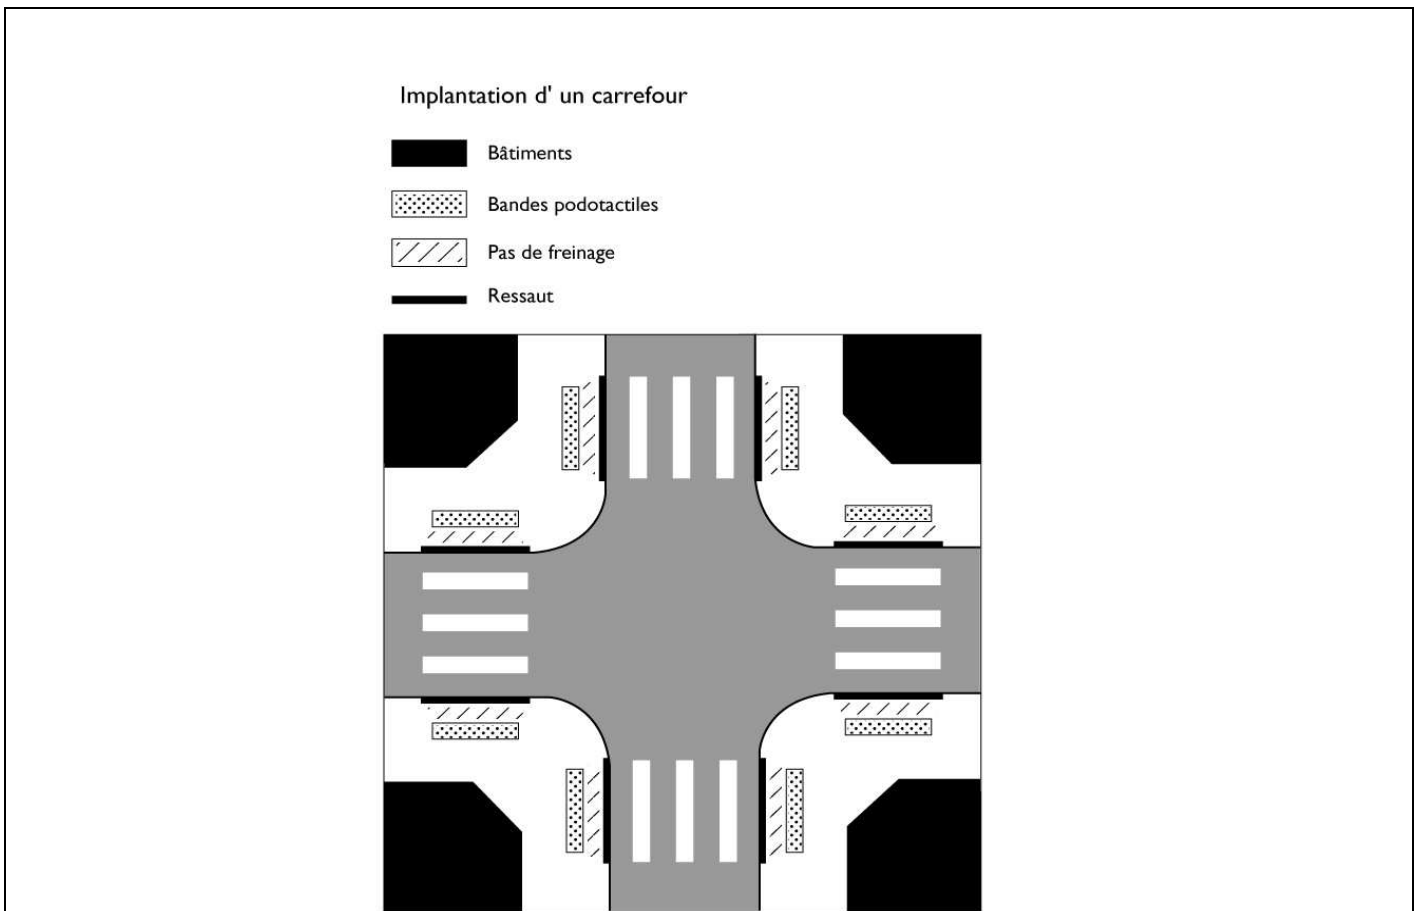 Implantation d' un carrefour
Bâtiments
Bandes podotactiles
Pas de freinage
Ressaut